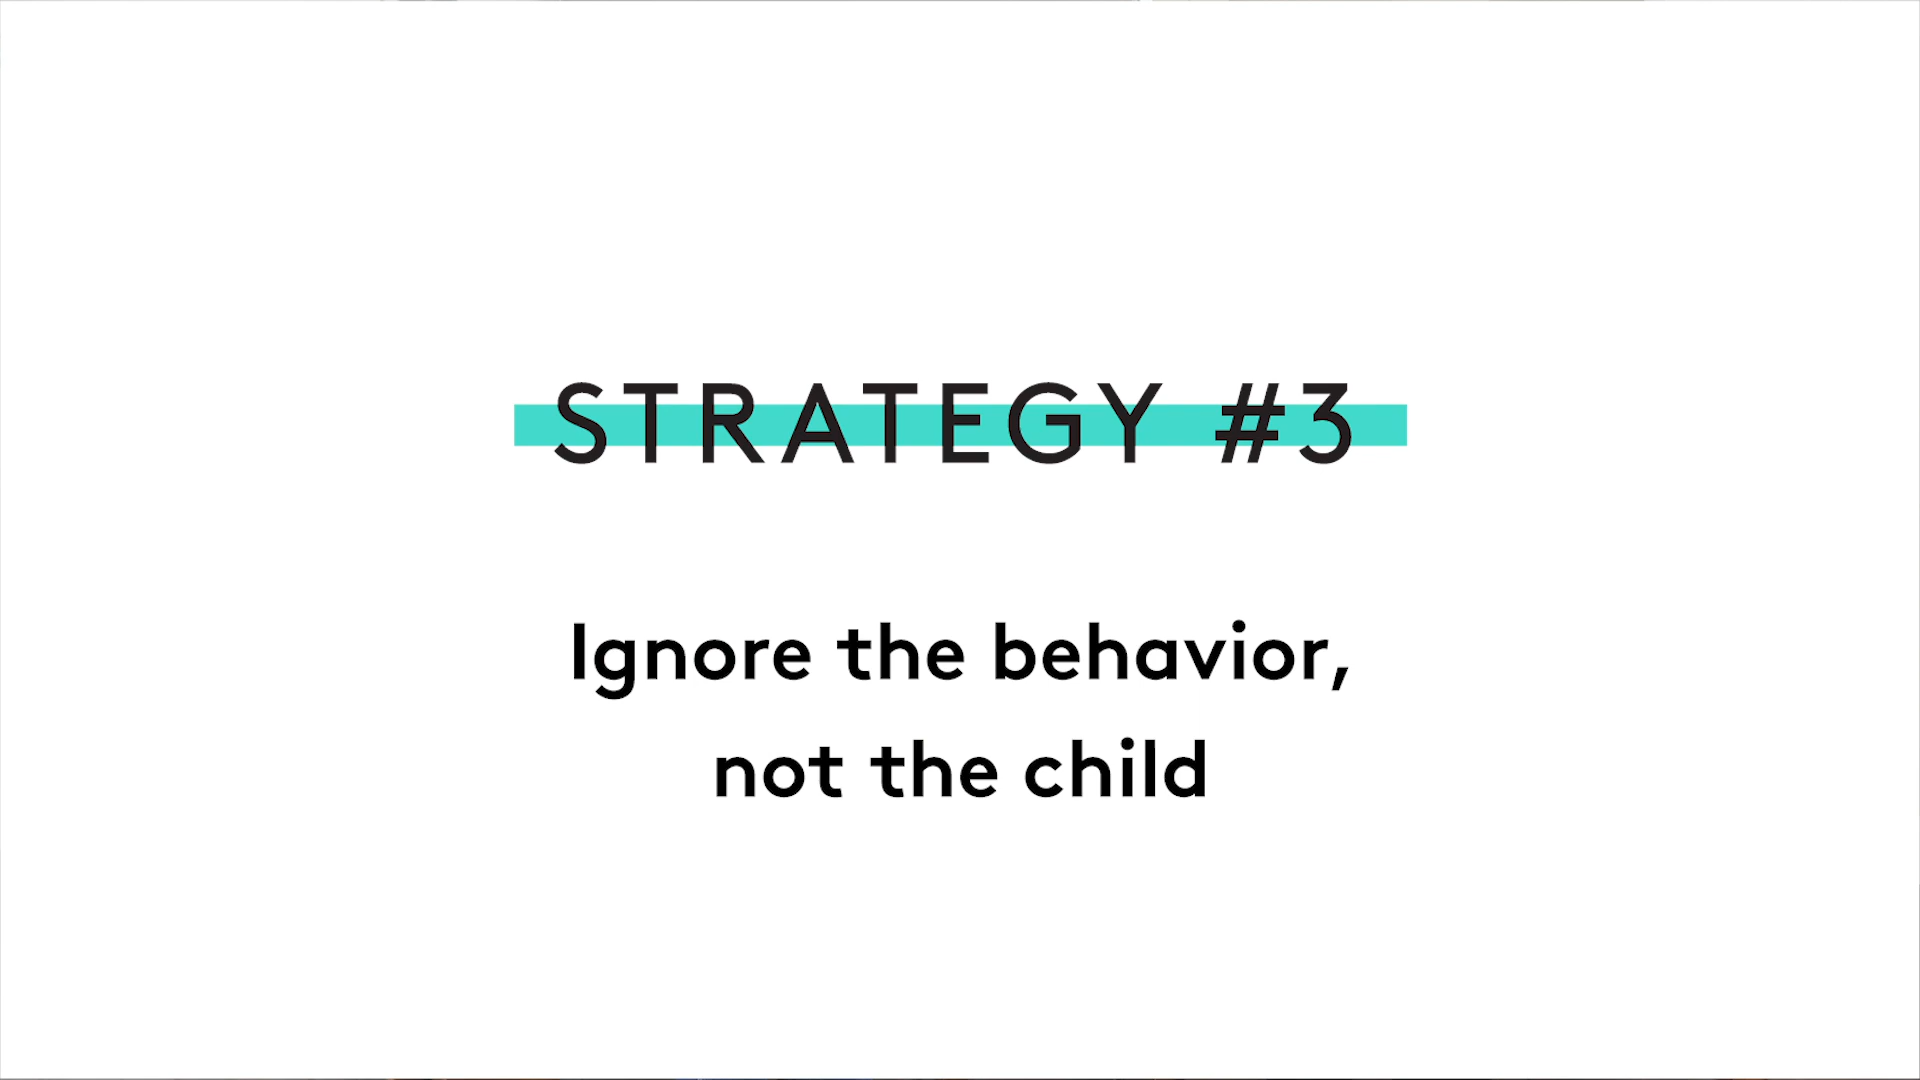 STRATEGY #3
Ignore the behavior,
not the child